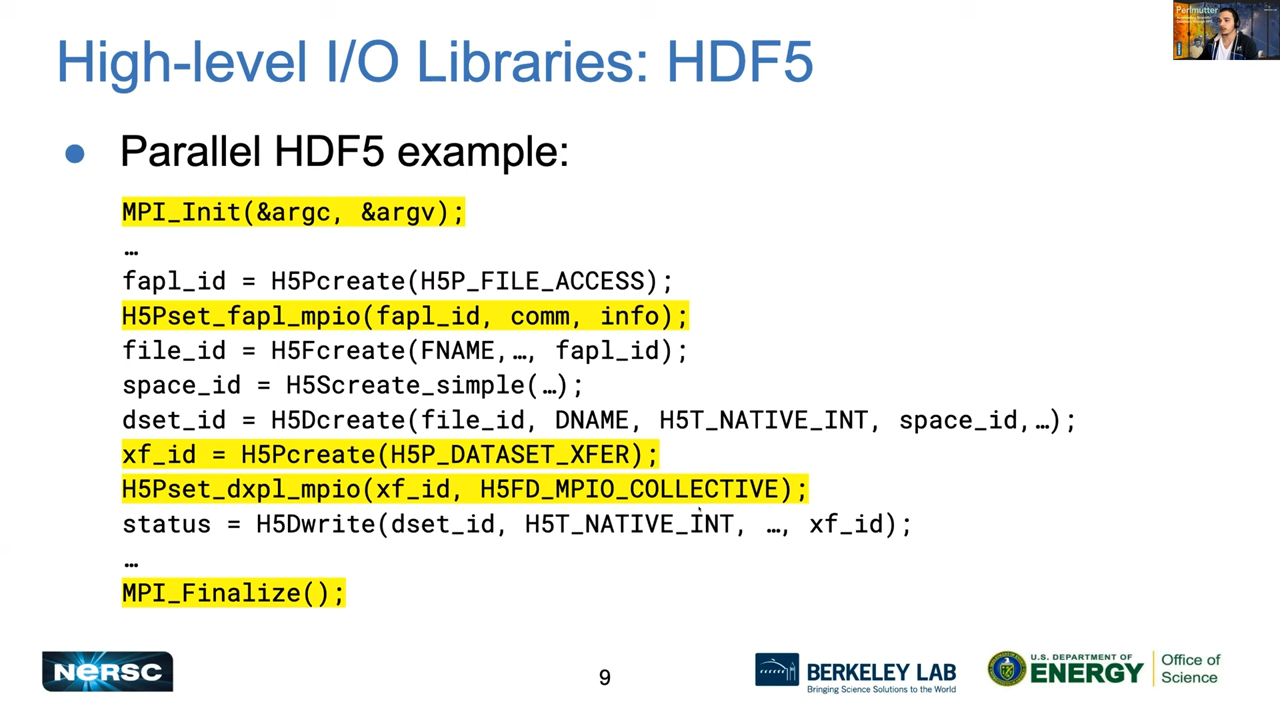 High-level I/O Libraries: HDF5
Perlmutter
● Parallel HDF5 example:
MPI_Init(&argc, &argv);
…
fapl_id = H5Pcreate(H5P_FILE_ACCESS);
H5Pset_fapl_mpio(fapl_id, comm, info);
file_id = H5Fcreate(FNAME,…, fapl_id);
space_id = H5Screate_simple(…);
dset_id = H5Dcreate(file_id, DNAME, H5T_NATIVE_INT, space_id,…);
xf_id = H5Pcreate(H5P_DATASET_XFER);
H5Pset_dxpl_mpio(xf_id, H5FD_MPIO_COLLECTIVE);
status = H5Dwrite(dset_id, H5T_NATIVE_INT, …, xf_id);
…
MPI_Finalize();
NERSC
9
BERKELEY LAB
Bringing Science Solutions to the World
U.S. DEPARTMENT OF
ENERGY
Office of
Science